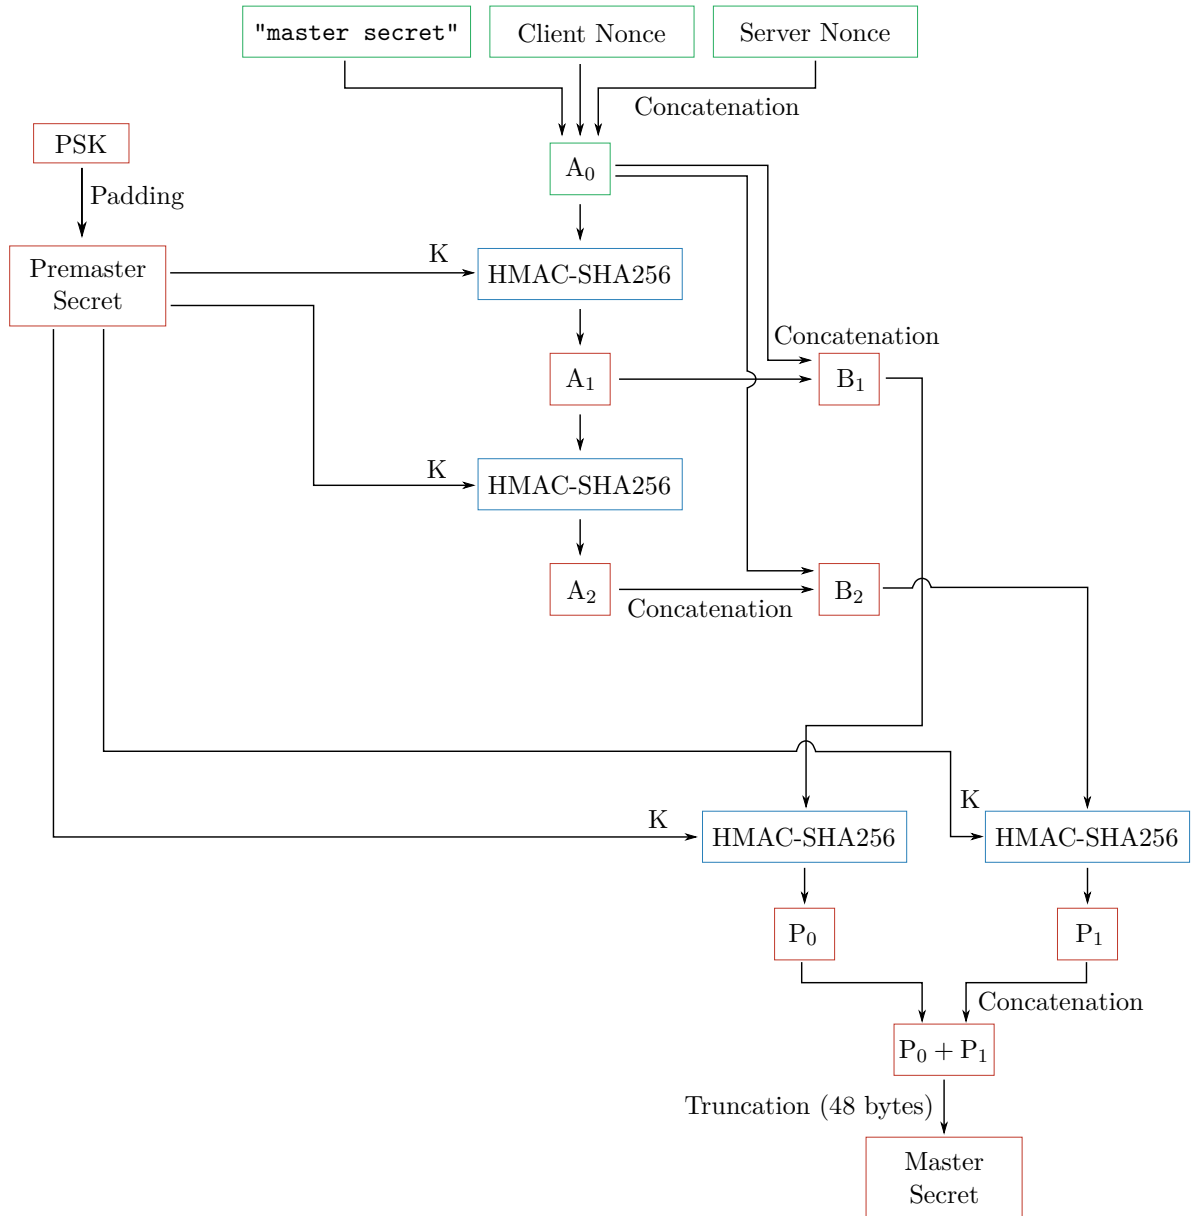 "master secret"
Client Nonce
Server Nonce
Concatenation
PSK
A₀
Padding
Premaster
Secret
K
HMAC-SHA256
Concatenation
A₁
B₁
K
HMAC-SHA256
A₂
B₂
Concatenation
K
K
HMAC-SHA256
HMAC-SHA256
P₀
P₁
Concatenation
P₀ + P₁
Truncation (48 bytes)
Master
Secret